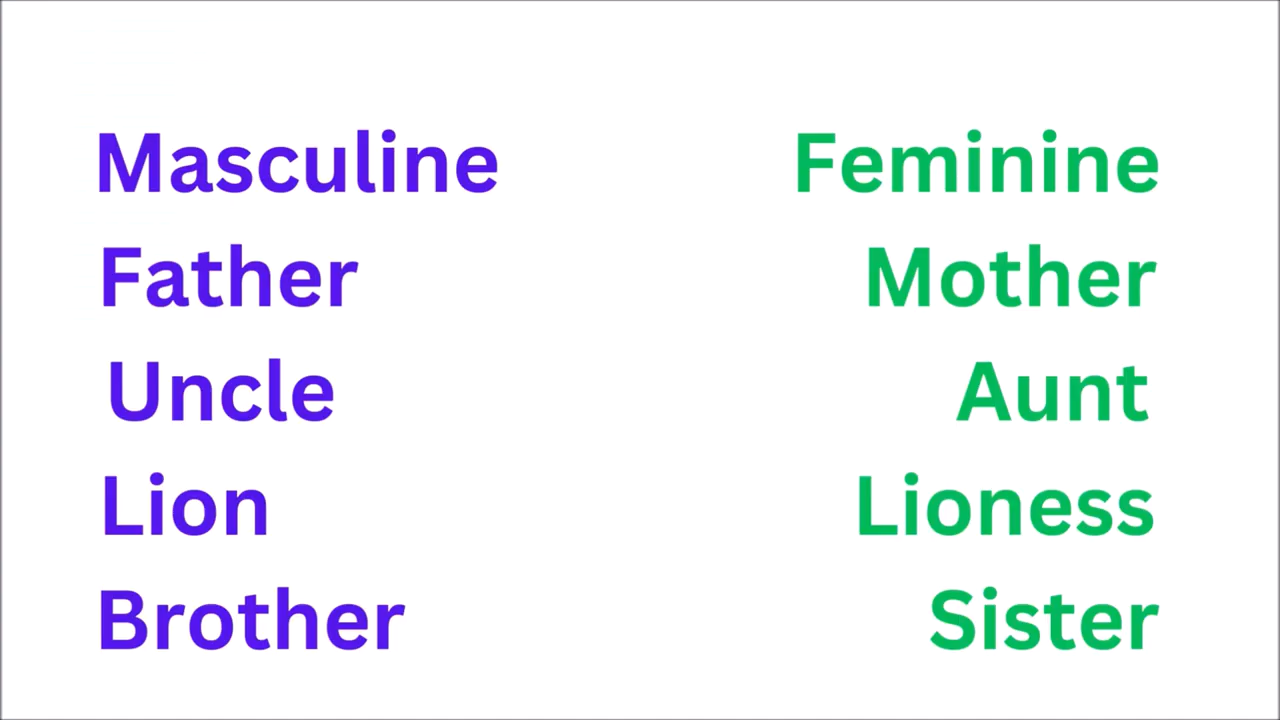 Masculine Feminine
Father Mother
Uncle Aunt
Lion Lioness
Brother Sister